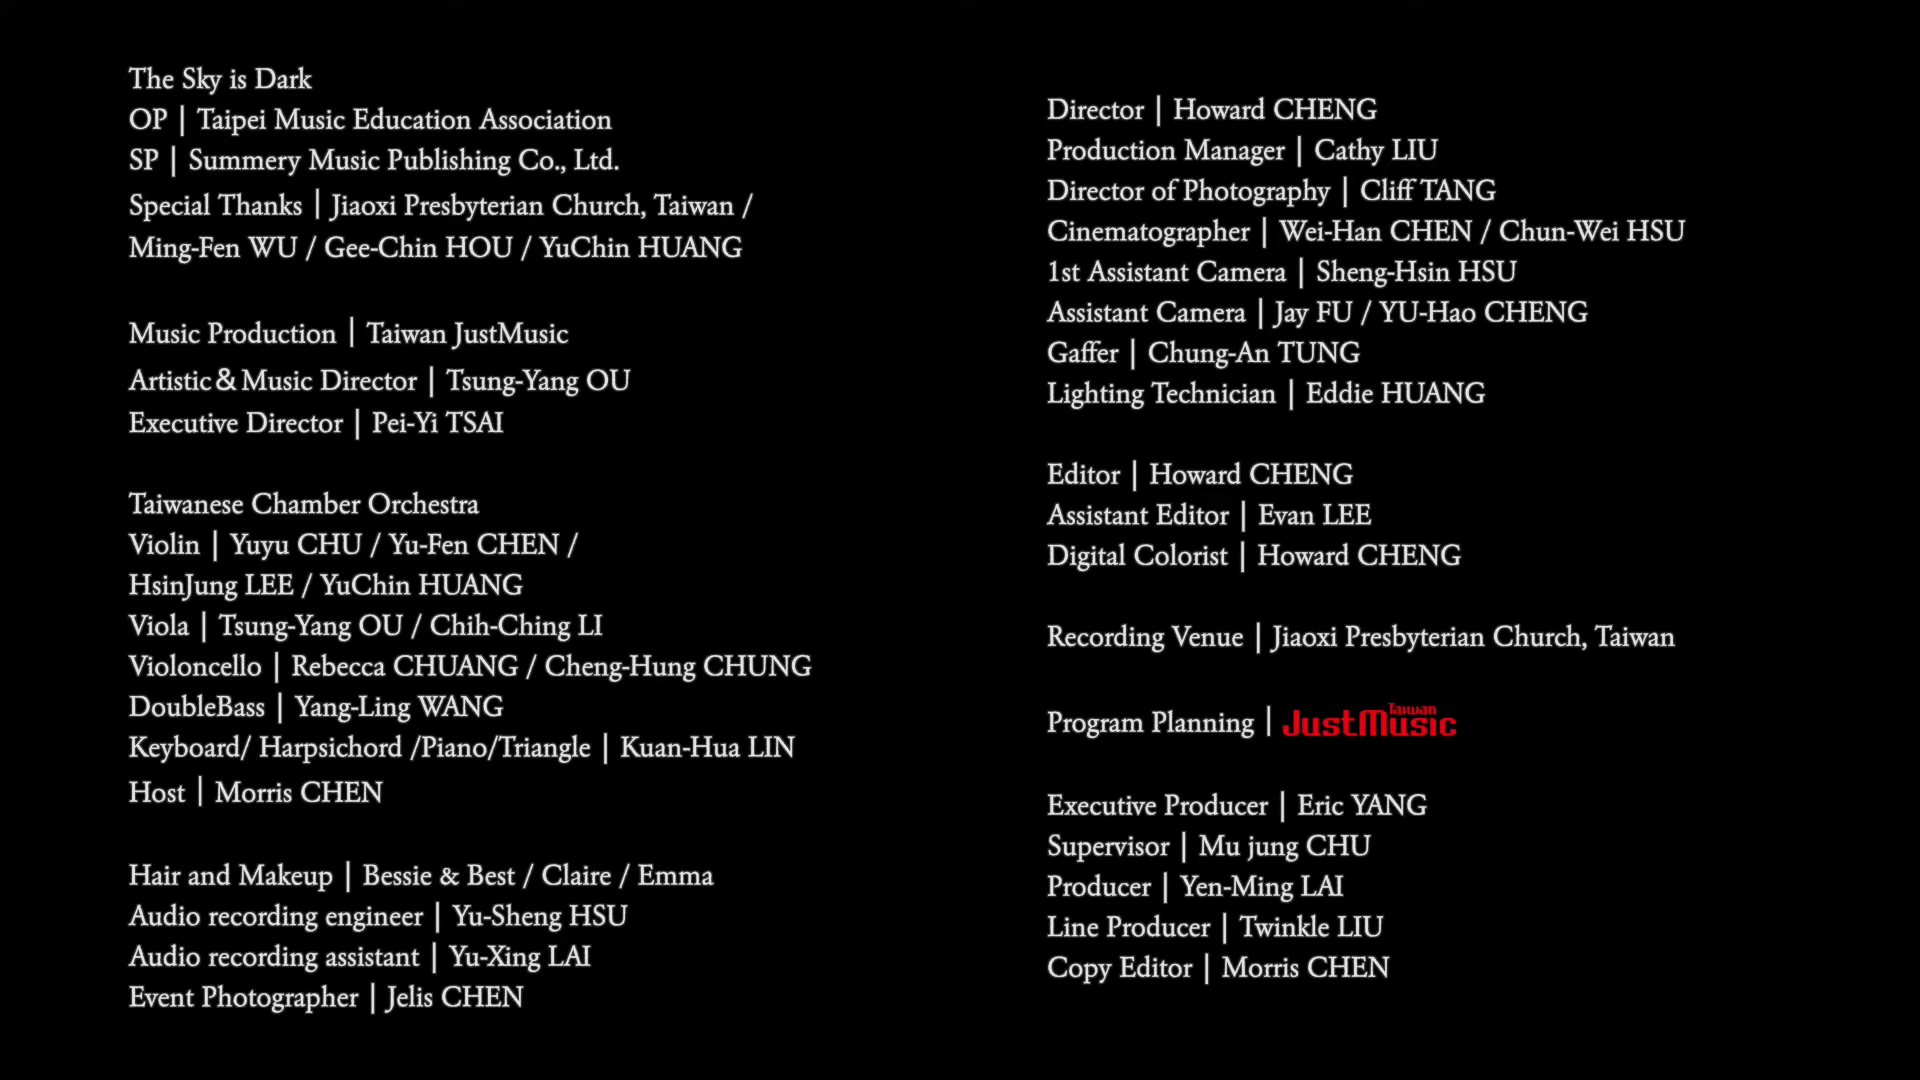 The Sky is Dark
OP | Taipei Music Education Association
SP | Summery Music Publishing Co., Ltd.
Special Thanks | Jiaoxi Presbyterian Church, Taiwan /
Ming-Fen WU / Gee-Chin HOU / YuChin HUANG
Music Production | Taiwan JustMusic
Artistic&Music Director | Tsung-Yang OU
Executive Director | Pei-Yi TSAI
Taiwanese Chamber Orchestra
Violin | Yuyu CHU / Yu-Fen CHEN /
HsinJung LEE / YuChin HUANG
Viola | Tsung-Yang OU / Chih-Ching LI
Violoncello | Rebecca CHUANG / Cheng-Hung CHUNG
DoubleBass | Yang-Ling WANG
Keyboard/ Harpsichord /Piano/Triangle | Kuan-Hua LIN
Host | Morris CHEN
Hair and Makeup | Bessie & Best / Claire / Emma
Audio recording engineer | Yu-Sheng HSU
Audio recording assistant | Yu-Xing LAI
Event Photographer | Jelis CHEN
Director | Howard CHENG
Production Manager | Cathy LIU
Director of Photography | Cliff TANG
Cinematographer | Wei-Han CHEN / Chun-Wei HSU
1st Assistant Camera | Sheng-Hsin HSU
Assistant Camera | Jay FU / YU-Hao CHENG
Gaffer | Chung-An TUNG
Lighting Technician | Eddie HUANG
Editor | Howard CHENG
Assistant Editor | Evan LEE
Digital Colorist | Howard CHENG
Recording Venue | Jiaoxi Presbyterian Church, Taiwan
Program Planning | Taiwan JustMusic
Executive Producer | Eric YANG
Supervisor | Mu jung CHU
Producer | Yen-Ming LAI
Line Producer | Twinkle LIU
Copy Editor | Morris CHEN